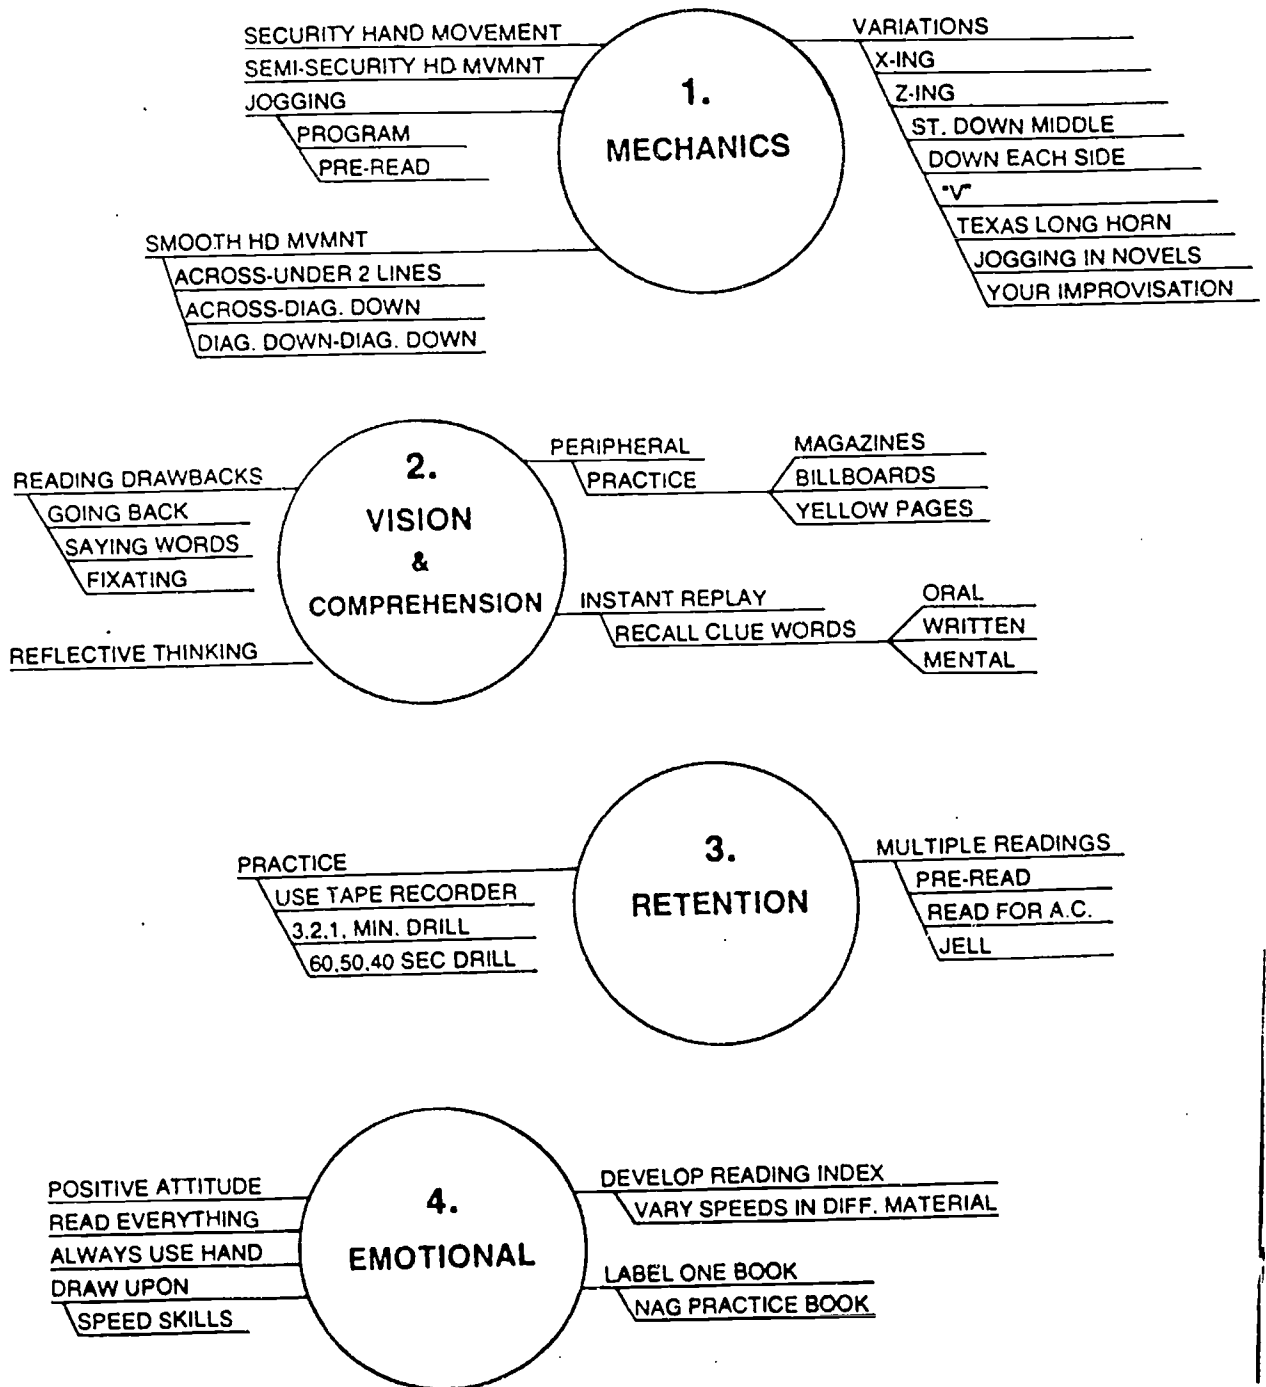 SECURITY HAND MOVEMENT
SEMI-SECURITY HD MVMNT
JOGGING
PROGRAM
PRE-READ
SMOOTH HD MVMNT
ACROSS-UNDER 2 LINES
ACROSS-DIAG. DOWN
DIAG. DOWN-DIAG. DOWN
1.
MECHANICS
VARIATIONS
X-ING
Z-ING
ST. DOWN MIDDLE
DOWN EACH SIDE
"V"
TEXAS LONG HORN
JOGGING IN NOVELS
YOUR IMPROVISATION
READING DRAWBACKS
GOING BACK
SAYING WORDS
FIXATING
REFLECTIVE THINKING
2.
VISION
&
COMPREHENSION
PERIPHERAL
PRACTICE
MAGAZINES
BILLBOARDS
YELLOW PAGES
INSTANT REPLAY
RECALL CLUE WORDS
ORAL
WRITTEN
MENTAL
PRACTICE
USE TAPE RECORDER
3.2.1. MIN. DRILL
60.50.40 SEC DRILL
3.
RETENTION
MULTIPLE READINGS
PRE-READ
READ FOR A.C.
JELL
POSITIVE ATTITUDE
READ EVERYTHING
ALWAYS USE HAND
DRAW UPON
SPEED SKILLS
4.
EMOTIONAL
DEVELOP READING INDEX
VARY SPEEDS IN DIFF. MATERIAL
LABEL ONE BOOK
NAG PRACTICE BOOK